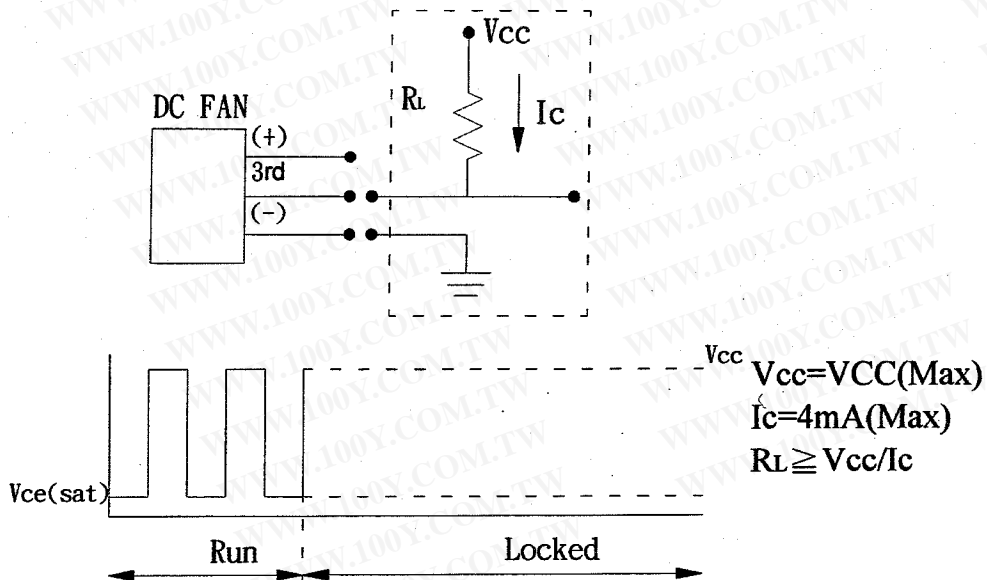 Vcc
RL
Ic
DC FAN
(+)
3rd
(-)
Vcc
Vcc=VCC(Max)
Ic=4mA(Max)
RL≧Vcc/Ic
Vce(sat)
Run
Locked
WWW.100Y.COM.TW